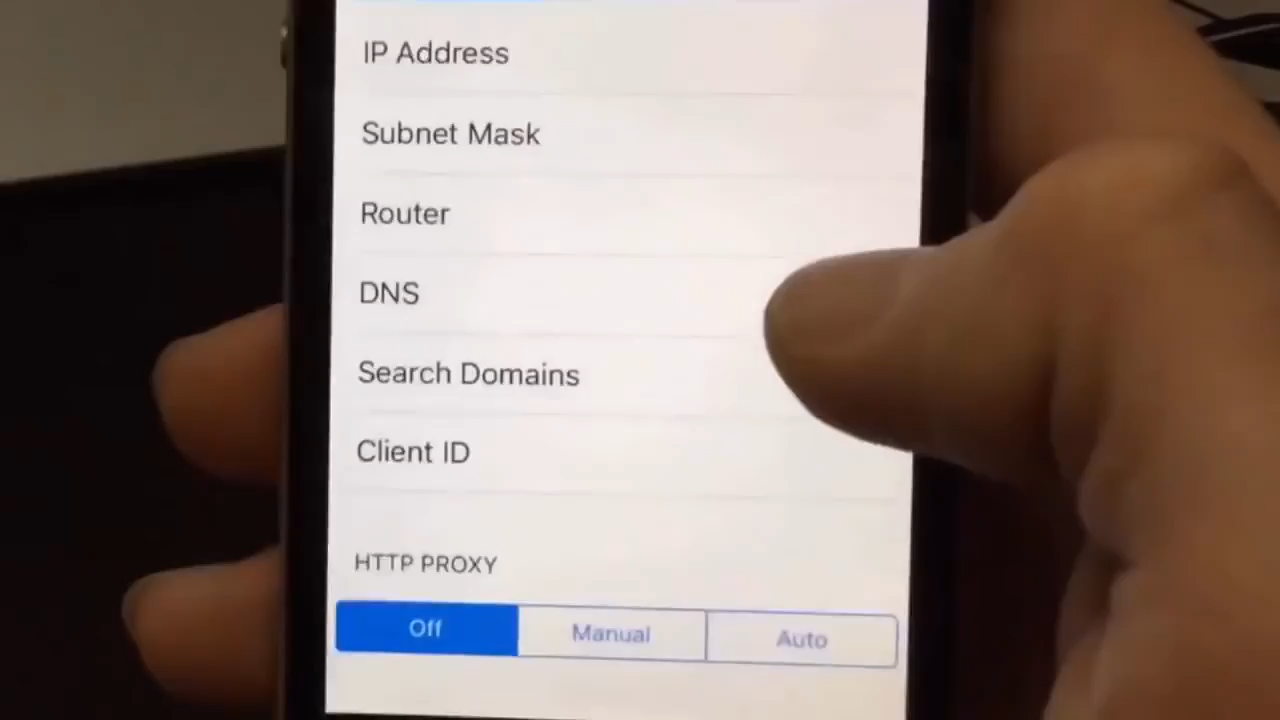 IP Address
Subnet Mask
Router
DNS
Search Domains
Client ID
HTTP PROXY
Off Manual Auto